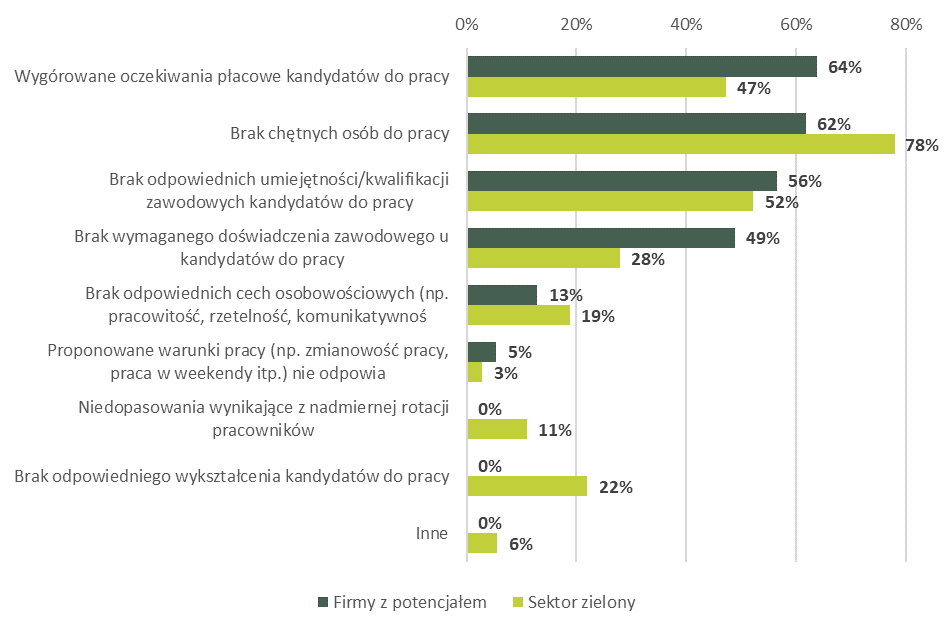 0%
20%
40%
60%
80%
Wygórowane oczekiwania płacowe kandydatów do pracy
64%
47%
Brak chętnych osób do pracy
62%
78%
Brak odpowiednich umiejętności/kwalifikacji
zawodowych kandydatów do pracy
56%
52%
Brak wymaganego doświadczenia zawodowego u
kandydatów do pracy
49%
28%
Brak odpowiednich cech osobowościowych (np.
pracowitość, rzetelność, komunikatywnoś
13%
19%
Proponowane warunki pracy (np. zmianowość pracy,
praca w weekendy itp.) nie odpowia
5%
3%
Niedopasowania wynikające z nadmiernej rotacji
pracowników
0%
11%
Brak odpowiedniego wykształcenia kandydatów do pracy
0%
22%
Inne
0%
6%
Firmy z potencjałem
Sektor zielony